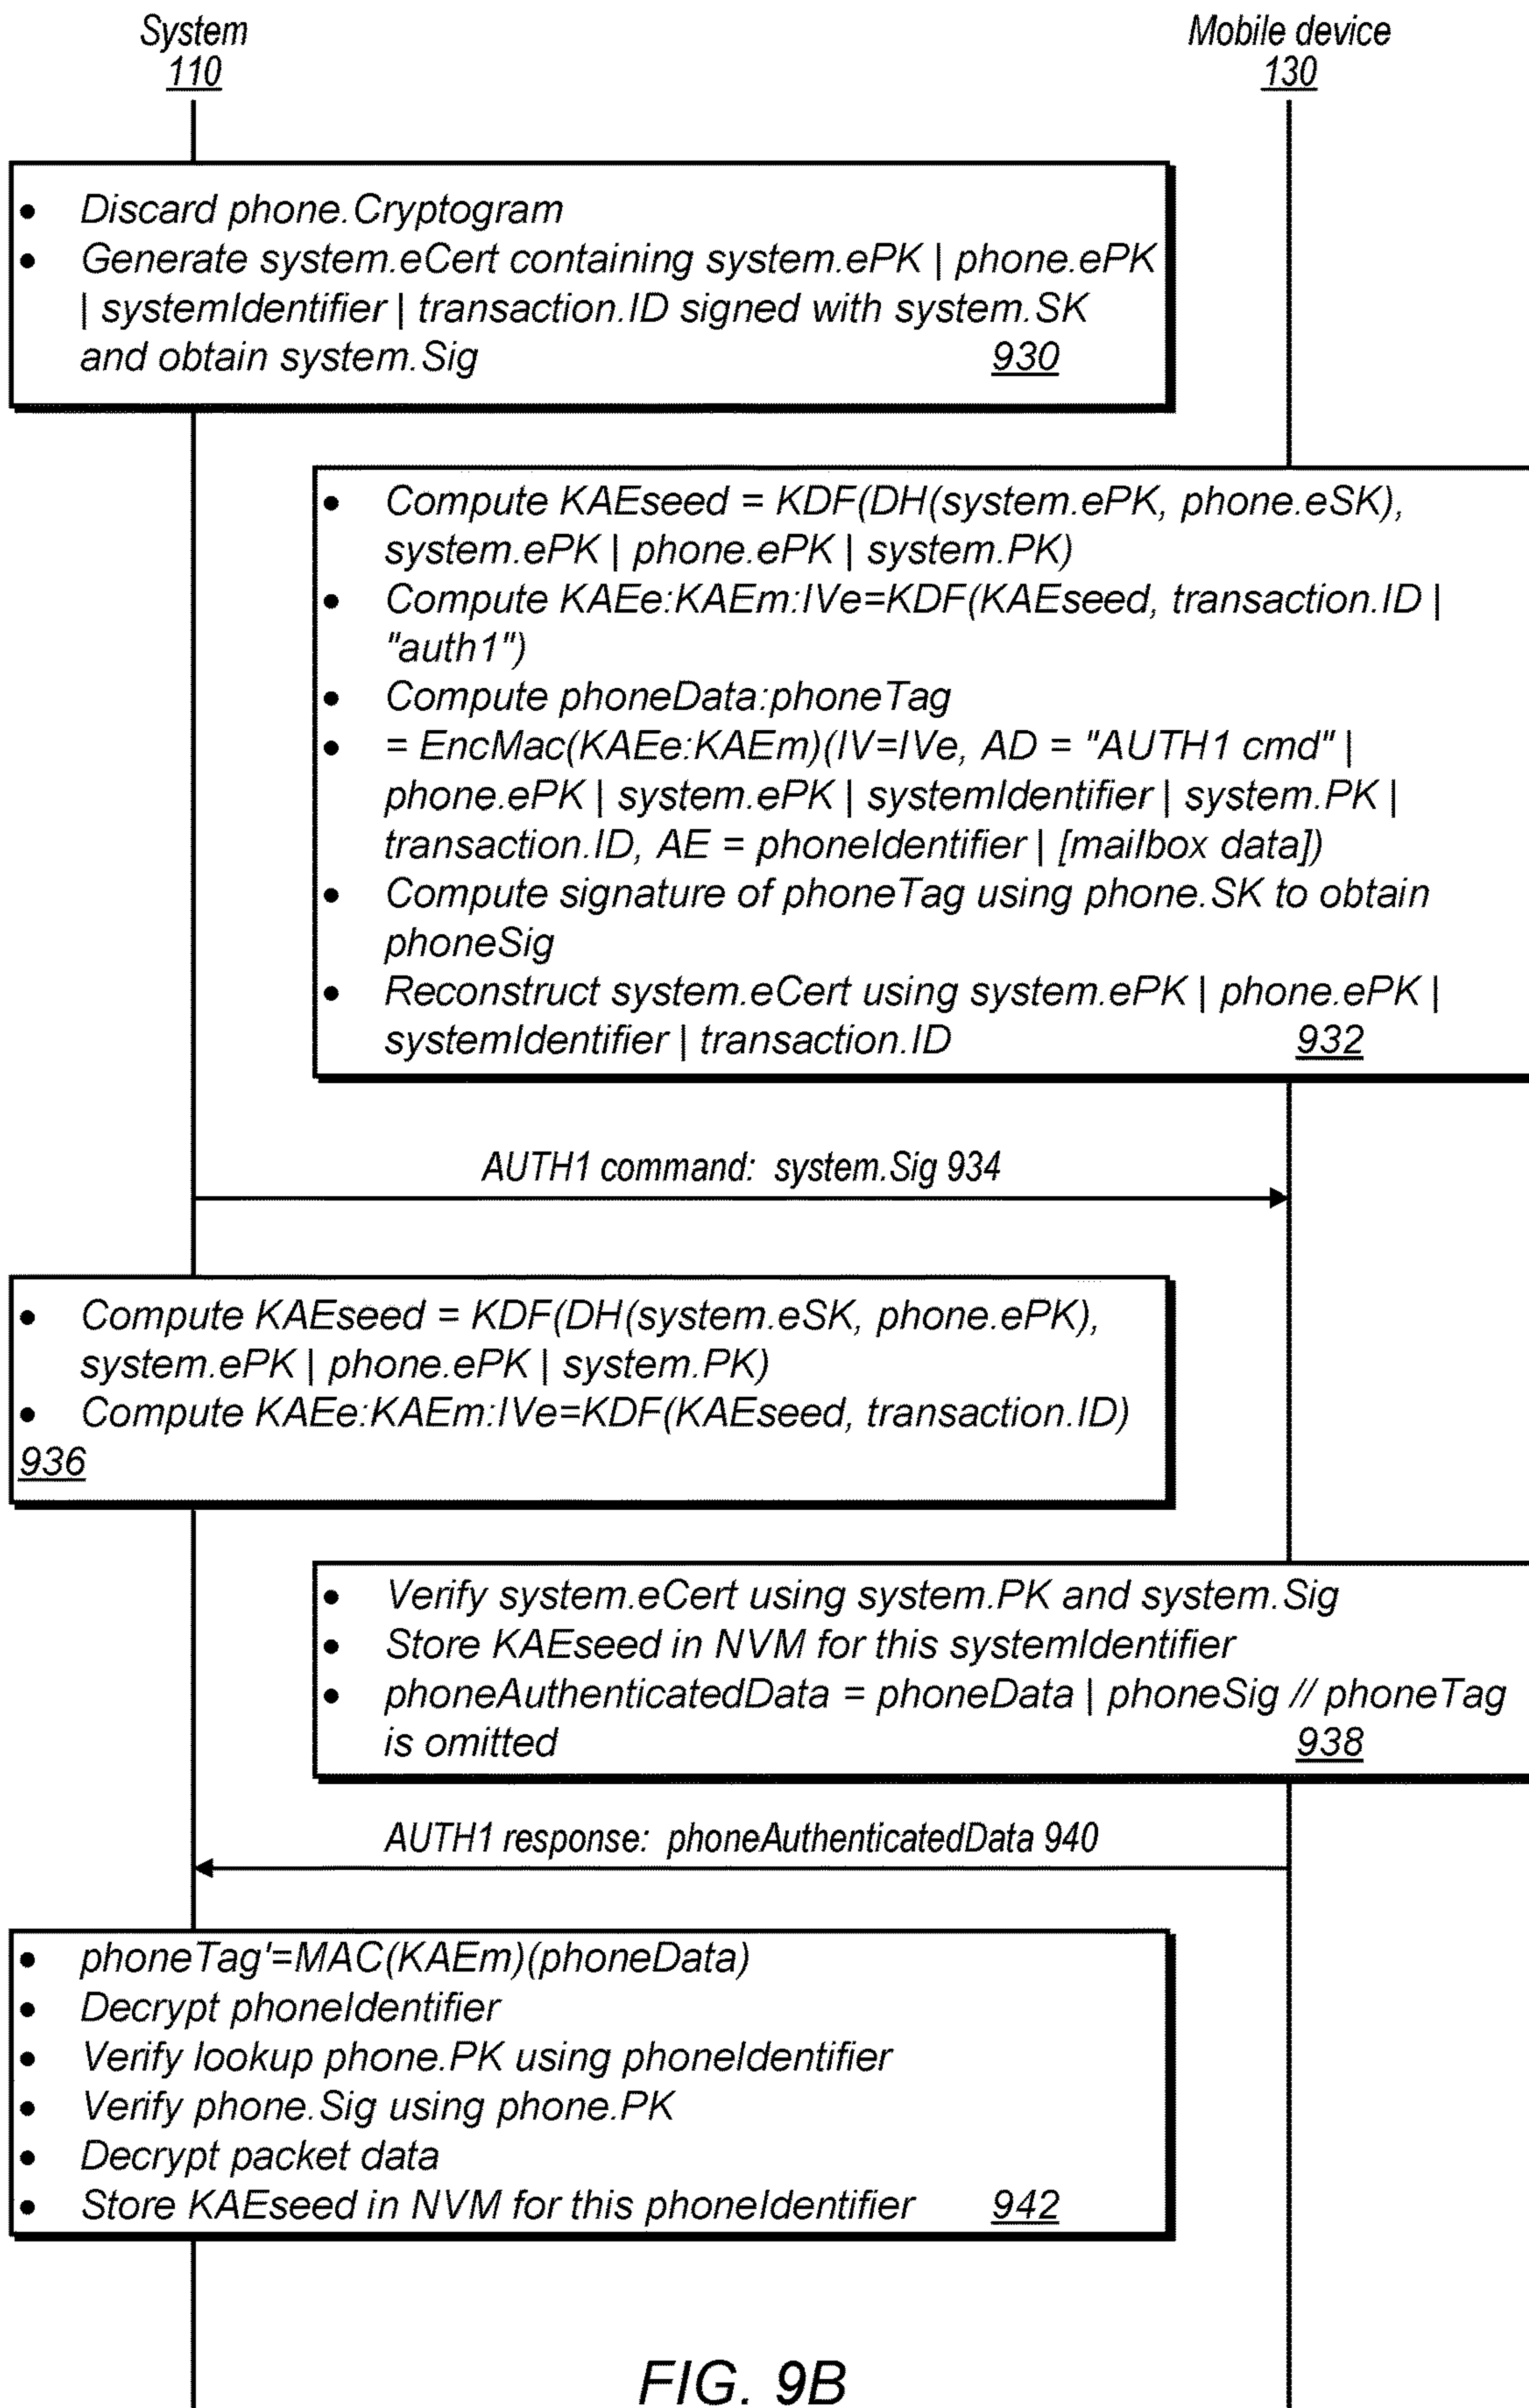 System
110
Mobile device
130
• Discard phone.Cryptogram
• Generate system.eCert containing system.ePK | phone.ePK
| systemIdentifier | transaction.ID signed with system.SK
and obtain system.Sig 930
• Compute KAEseed = KDF(DH(system.ePK, phone.eSK),
system.ePK | phone.ePK | system.PK)
• Compute KAEe:KAEm:IVe=KDF(KAEseed, transaction.ID |
"auth1")
• Compute phoneData:phoneTag
• = EncMac(KAEe:KAEm)(IV=IVe, AD = "AUTH1 cmd" |
phone.ePK | system.ePK | systemIdentifier | system.PK |
transaction.ID, AE = phoneIdentifier | [mailbox data])
• Compute signature of phoneTag using phone.SK to obtain
phoneSig
• Reconstruct system.eCert using system.ePK | phone.ePK |
systemIdentifier | transaction.ID 932
AUTH1 command: system.Sig 934
• Compute KAEseed = KDF(DH(system.eSK, phone.ePK),
system.ePK | phone.ePK | system.PK)
• Compute KAEe:KAEm:IVe=KDF(KAEseed, transaction.ID)
936
• Verify system.eCert using system.PK and system.Sig
• Store KAEseed in NVM for this systemIdentifier
• phoneAuthenticatedData = phoneData | phoneSig // phoneTag
is omitted 938
AUTH1 response: phoneAuthenticatedData 940
• phoneTag'=MAC(KAEm)(phoneData)
• Decrypt phoneIdentifier
• Verify lookup phone.PK using phoneIdentifier
• Verify phone.Sig using phone.PK
• Decrypt packet data
• Store KAEseed in NVM for this phoneIdentifier 942
FIG. 9B